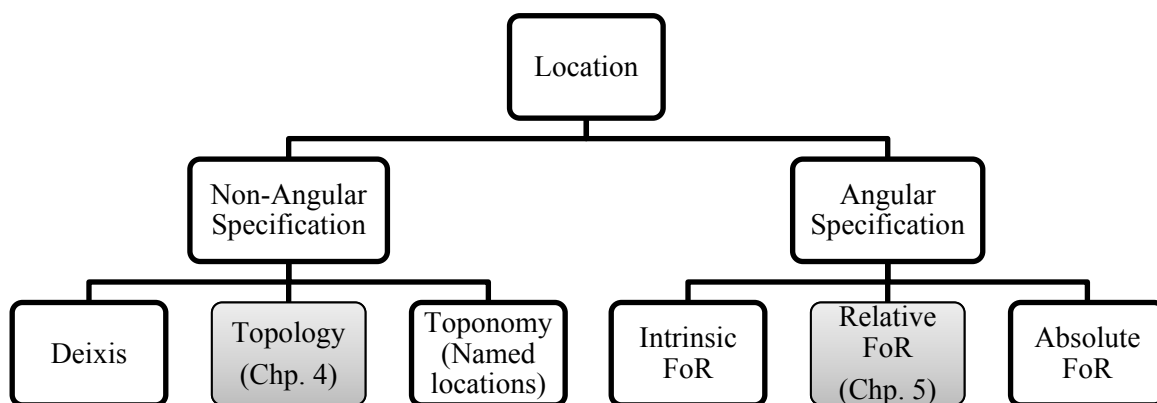 Location
Non-Angular
Specification
Angular
Specification
Deixis
Topology
(Chp. 4)
Toponomy
(Named
locations)
Intrinsic
FoR
Relative
FoR
(Chp. 5)
Absolute
FoR